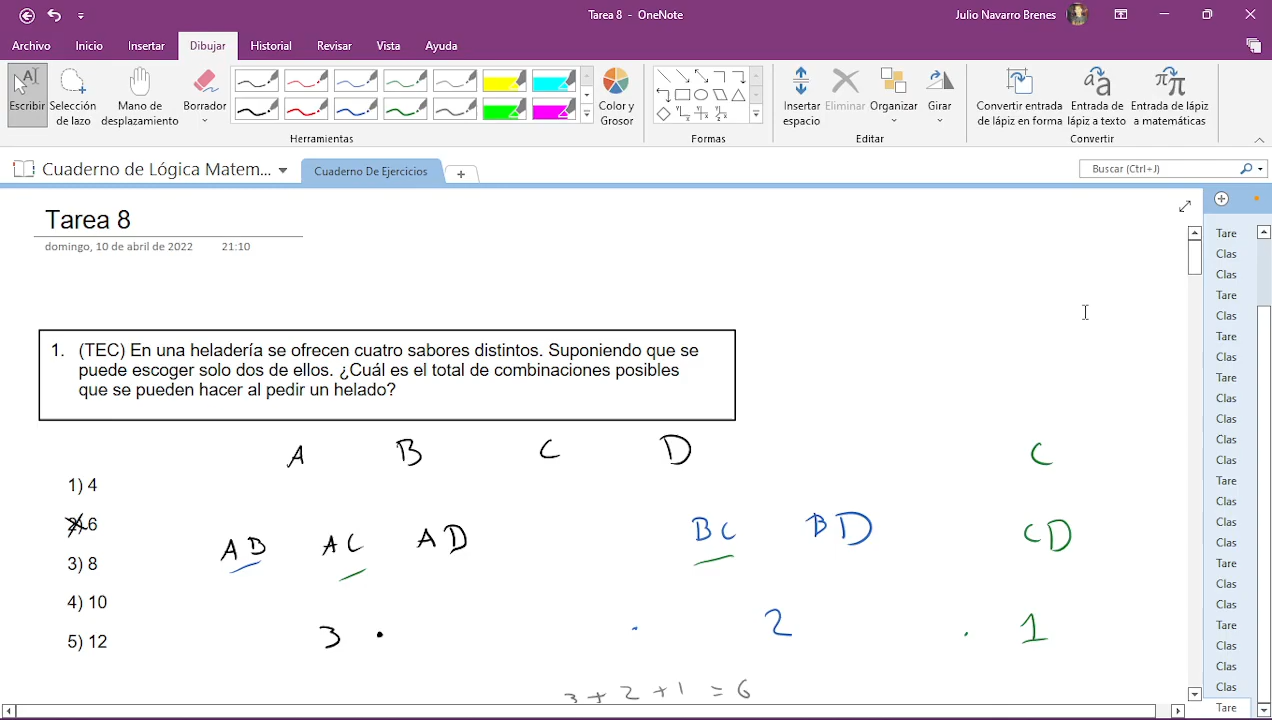 Tarea 8 - OneNote
Julio Navarro Brenes
Archivo Inicio Insertar Dibujar Historial Revisar Vista Ayuda
Escribir
Selección de lazo
Mano de desplazamiento
Borrador
Color y Grosor
Insertar espacio
Eliminar
Organizar
Girar
Convertir entrada de lápiz en forma
Entrada de lápiz a texto
Entrada de lápiz a matemáticas
Herramientas
Formas
Editar
Convertir
Cuaderno de Lógica Matem...
Cuaderno De Ejercicios
Buscar (Ctrl+J)
Tarea 8
domingo, 10 de abril de 2022 21:10
1. (TEC) En una heladería se ofrecen cuatro sabores distintos. Suponiendo que se
puede escoger solo dos de ellos. ¿Cuál es el total de combinaciones posibles
que se pueden hacer al pedir un helado?
A B C D C
1) 4
2) 6
3) 8
4) 10
5) 12
AB AC AD BC BD CD
3 · · 2 · 1
3 + 2 + 1 = 6
Tare
Clas
Clas
Tare
Clas
Tare
Clas
Tare
Clas
Clas
Clas
Clas
Tare
Clas
Clas
Clas
Tare
Clas
Clas
Tare
Clas
Clas
Clas
Tare